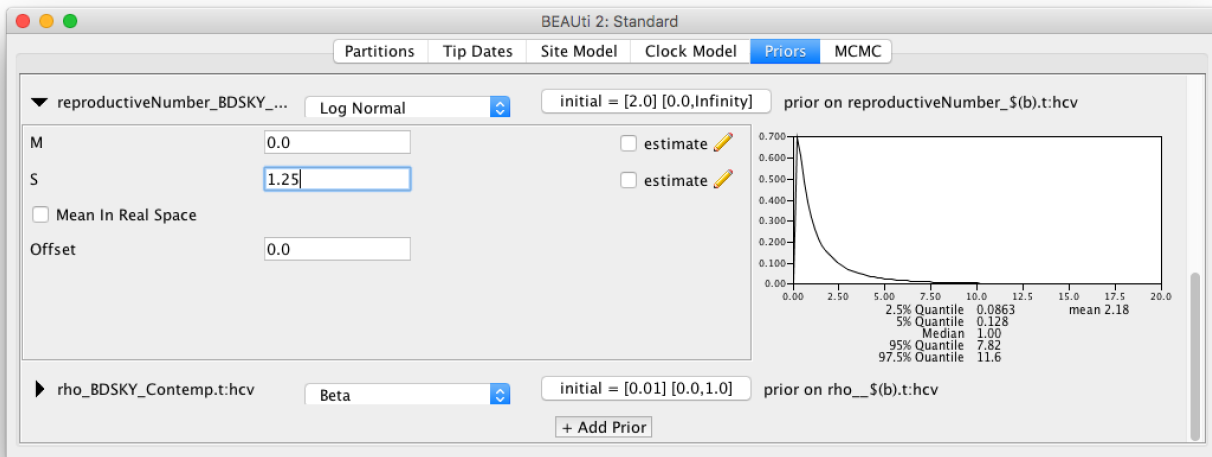 BEAUti 2: Standard
Partitions Tip Dates Site Model Clock Model Priors MCMC
reproductiveNumber_BDSKY_... Log Normal initial = [2.0] [0.0,Infinity] prior on reproductiveNumber_$(b).t:hcv
M 0.0 estimate
S 1.25 estimate
Mean In Real Space
Offset 0.0
0.700
0.600
0.500
0.400
0.300
0.200
0.100
0.00
0.00 2.50 5.00 7.50 10.0 12.5 15.0 17.5 20.0
2.5% Quantile 0.0863 mean 2.18
5% Quantile 0.128
Median 1.00
95% Quantile 7.82
97.5% Quantile 11.6
rho_BDSKY_Contemp.t:hcv Beta initial = [0.01] [0.0,1.0] prior on rho__$(b).t:hcv
+ Add Prior